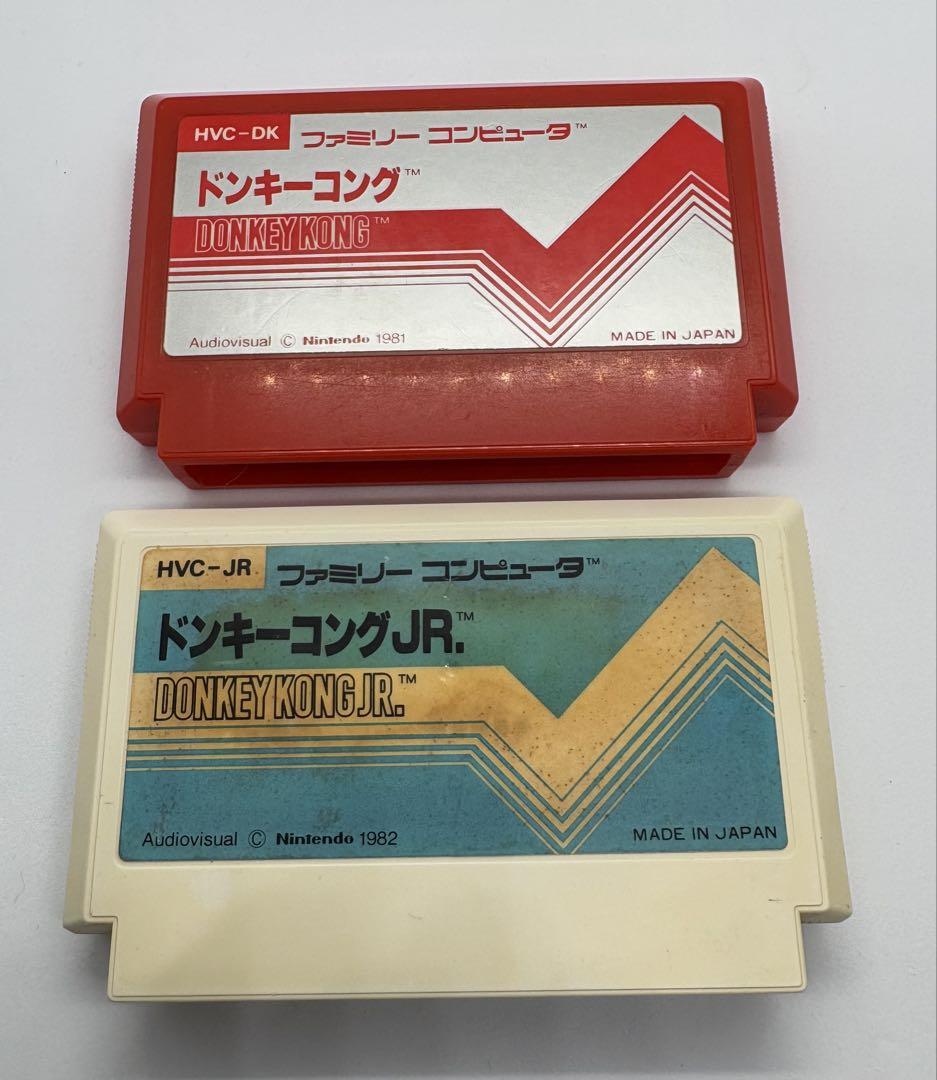 HVC-DK ファミリー コンピュータ™
ドンキーコング™
DONKEY KONG™
Audiovisual © Nintendo 1981 MADE IN JAPAN
HVC-JR ファミリー コンピュータ™
ドンキーコングJR.™
DONKEY KONG JR.™
Audiovisual © Nintendo 1982 MADE IN JAPAN